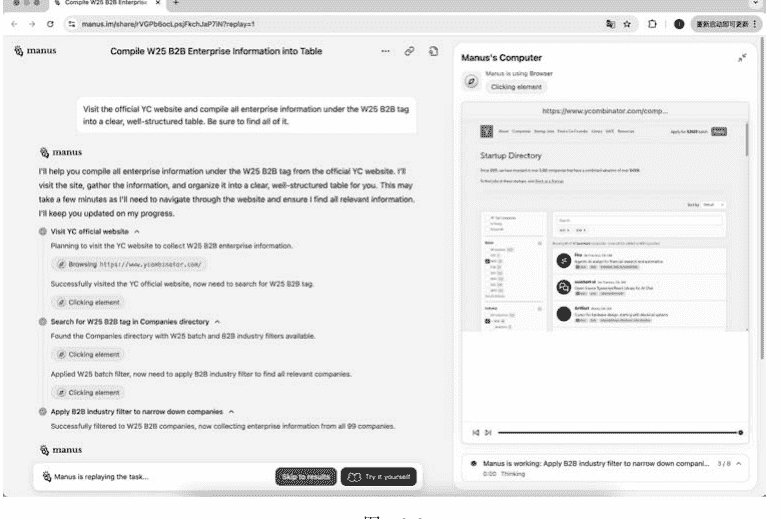 Compile W25 B2B Enterprise
manus.im/share/rVGPb6ocLpsjFkchJaP7IN?replay=1
重新启动即可更新
manus
Compile W25 B2B Enterprise Information into Table
Visit the official YC website and compile all enterprise information under the W25 B2B tag
into a clear, well-structured table. Be sure to find all of it.
manus
I'll help you compile all enterprise information under the W25 B2B tag from the official YC website. I'll
visit the site, gather the information, and organize it into a clear, well-structured table for you. This may
take a few minutes as I'll need to navigate through the website and ensure I find all relevant information.
I'll keep you updated on my progress.
Visit YC official website
Planning to visit the YC website to collect W25 B2B enterprise information.
Browsing https://www.ycombinator.com/
Successfully visited the YC official website, now need to search for W25 B2B tag.
Clicking element
Search for W25 B2B tag in Companies directory
Found the Companies directory with W25 batch and B2B industry filters available.
Clicking element
Applied W25 batch filter, now need to apply B2B industry filter to find all relevant companies.
Clicking element
Apply B2B industry filter to narrow down companies
Successfully filtered to W25 B2B companies, now collecting enterprise information from all 99 companies.
manus
Manus is replaying the task...
Skip to results
Try it yourself
Manus's Computer
Manus is using Browser
Clicking element
https://www.ycombinator.com/comp...
Startup Directory
Manus is working: Apply B2B industry filter to narrow down compani...
3 / 8
0:00 Thinking